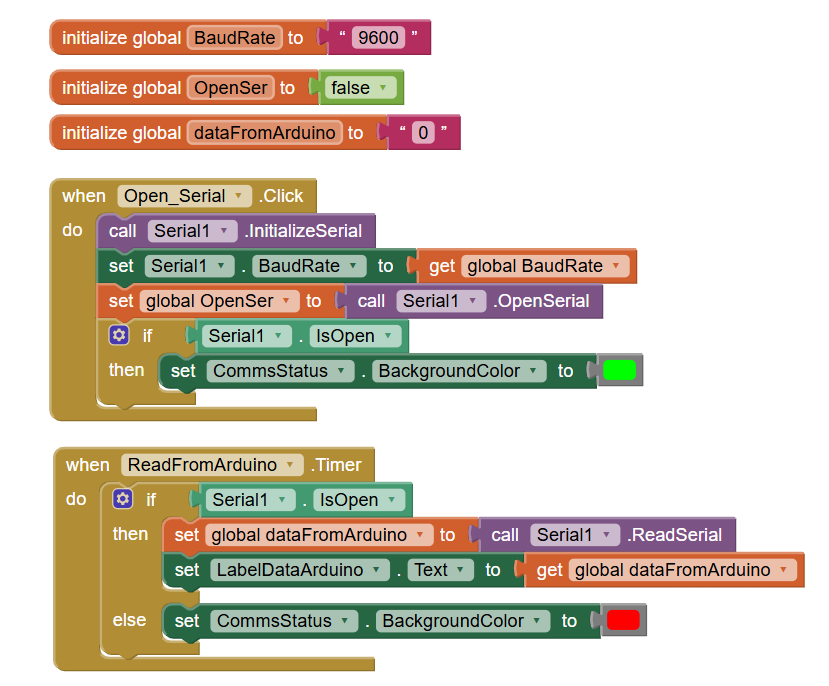 initialize global BaudRate to “ 9600 ”
initialize global OpenSer to false
initialize global dataFromArduino to “ 0 ”
when Open_Serial .Click
do call Serial1 .InitializeSerial
set Serial1 . BaudRate to get global BaudRate
set global OpenSer to call Serial1 .OpenSerial
if Serial1 . IsOpen
then set CommsStatus . BackgroundColor to
when ReadFromArduino .Timer
do if Serial1 . IsOpen
then set global dataFromArduino to call Serial1 .ReadSerial
set LabelDataArduino . Text to get global dataFromArduino
else set CommsStatus . BackgroundColor to